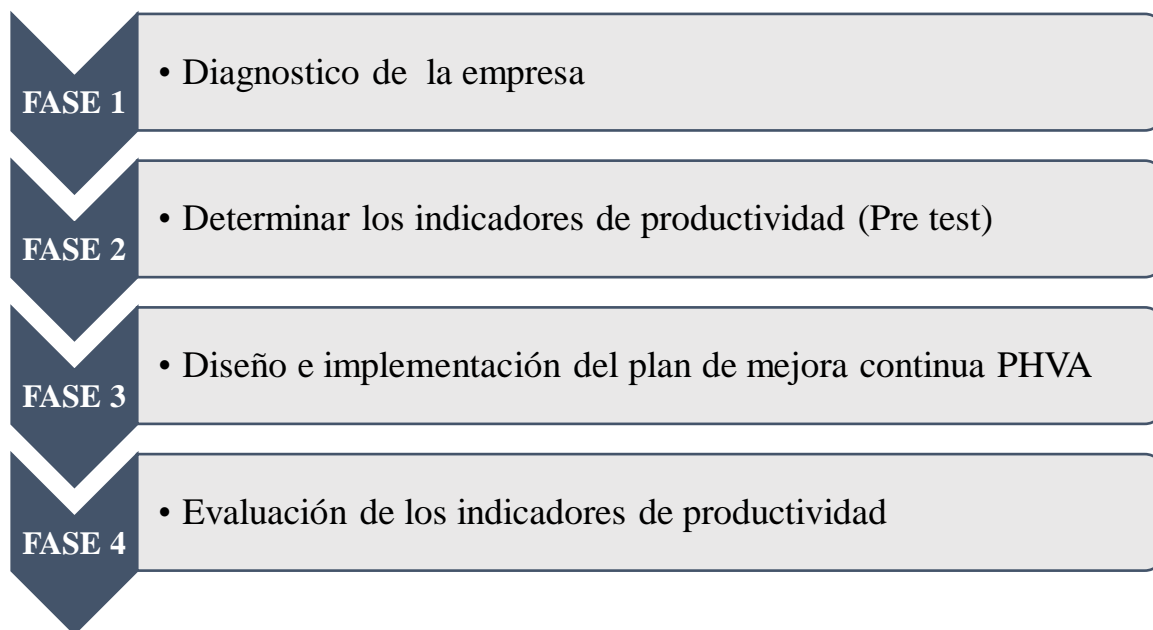 FASE 1
• Diagnostico de la empresa
FASE 2
• Determinar los indicadores de productividad (Pre test)
FASE 3
• Diseño e implementación del plan de mejora continua PHVA
FASE 4
• Evaluación de los indicadores de productividad